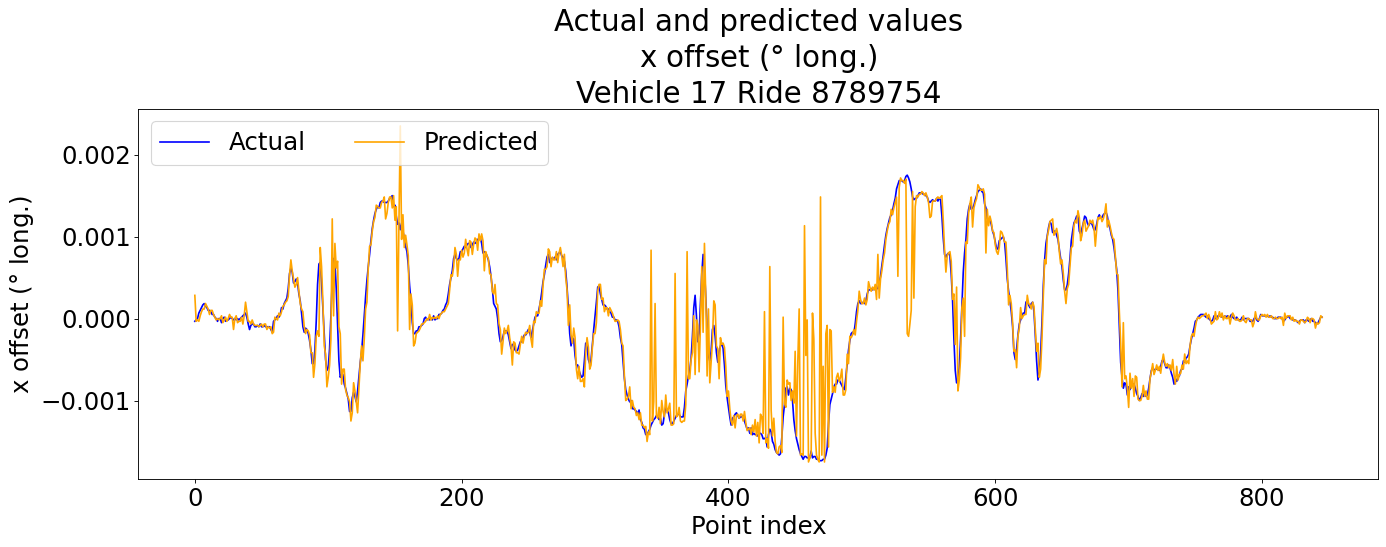 Actual and predicted values
x offset (° long.)
Vehicle 17 Ride 8789754
Actual
Predicted
x offset (° long.)
0.002
0.001
0.000
−0.001
0
200
400
600
800
Point index